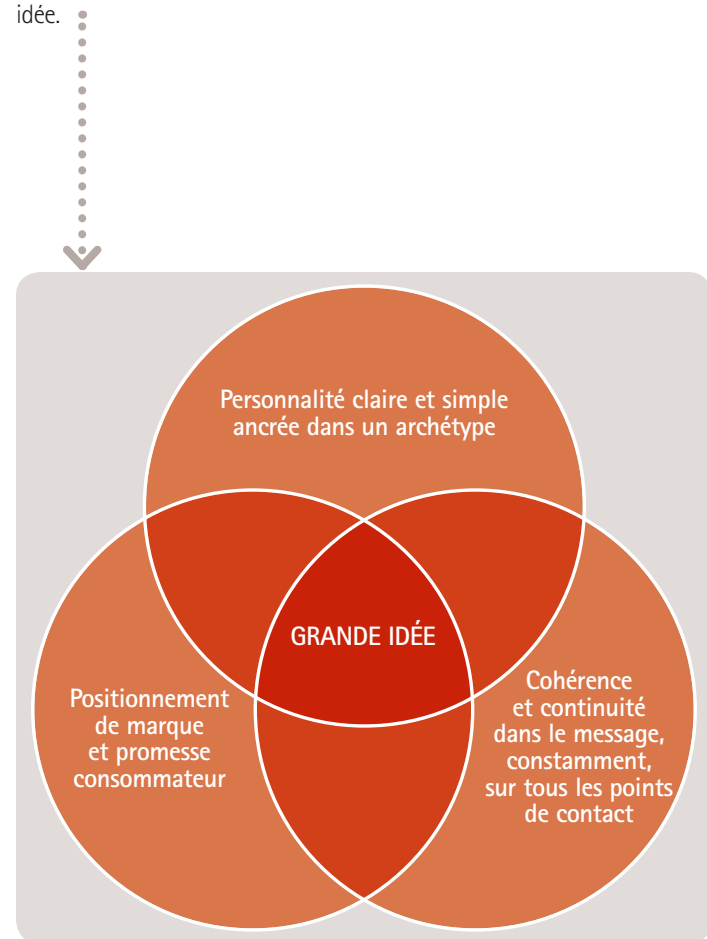 idée.
Personnalité claire et simple
ancrée dans un archétype
GRANDE IDÉE
Positionnement
de marque
et promesse
consommateur
Cohérence
et continuité
dans le message,
constamment,
sur tous les points
de contact